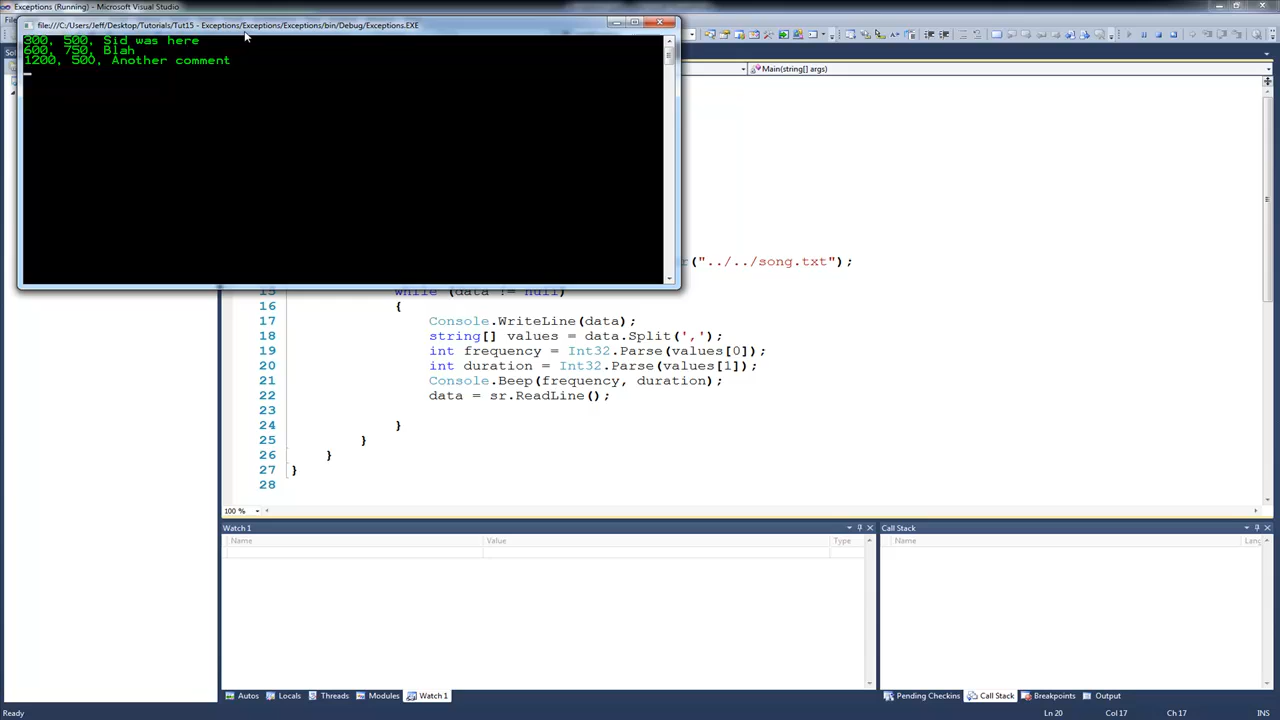 Exceptions (Running) - Microsoft Visual Studio
file:///C:/Users/Jeff/Desktop/Tutorials/Tut15 - Exceptions/Exceptions/Exceptions/bin/Debug/Exceptions.EXE
300, 500, Sid was here
600, 750, Blah
1200, 500, Another comment
Main(string[] args)
("../../song.txt");
15 while (data != null)
16 {
17 Console.WriteLine(data);
18 string[] values = data.Split(',');
19 int frequency = Int32.Parse(values[0]);
20 int duration = Int32.Parse(values[1]);
21 Console.Beep(frequency, duration);
22 data = sr.ReadLine();
23
24 }
25 }
26 }
27 }
28
100 %
Watch 1
Call Stack
Name Value Type
Name
Autos Locals Threads Modules Watch 1
Pending Checkins Call Stack Breakpoints Output
Ready Ln 20 Col 17 Ch 17 INS